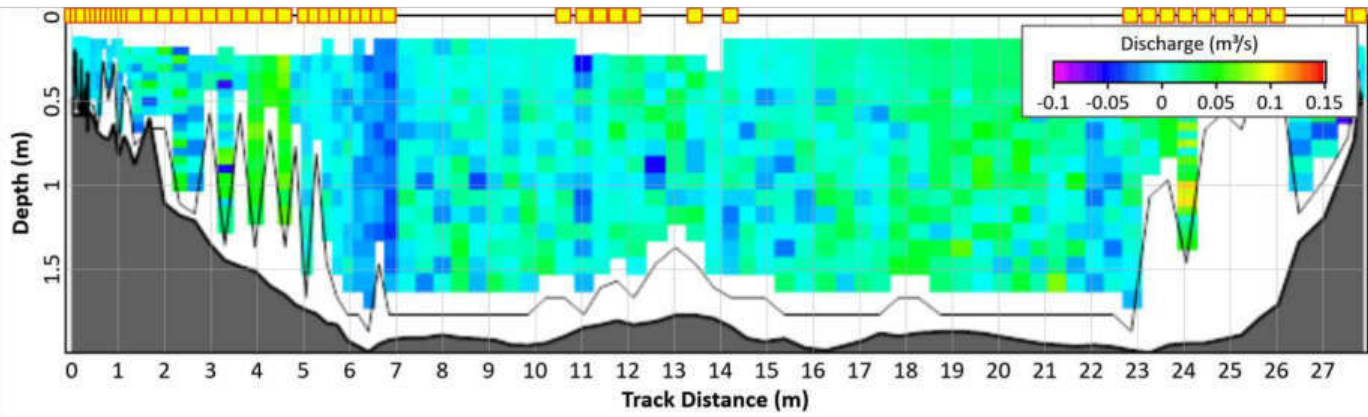 Discharge (m³/s)
-0.1 -0.05 0 0.05 0.1 0.15
0
0.5
1
1.5
Depth (m)
0 1 2 3 4 5 6 7 8 9 10 11 12 13 14 15 16 17 18 19 20 21 22 23 24 25 26 27
Track Distance (m)